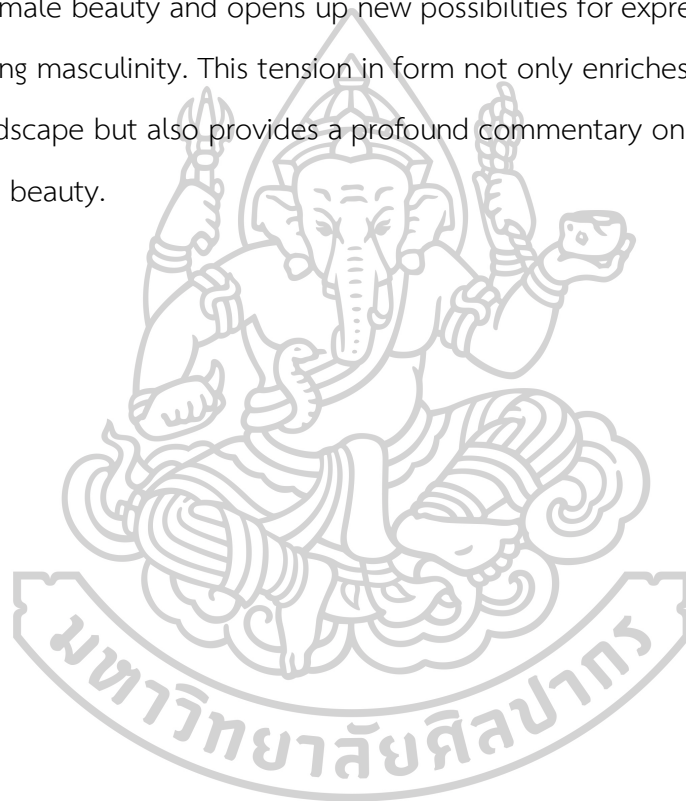 male beauty and opens up new possibilities for expre
ng masculinity. This tension in form not only enriches
dscape but also provides a profound commentary on
beauty.
มหาวิทยาลัยศิลปากร